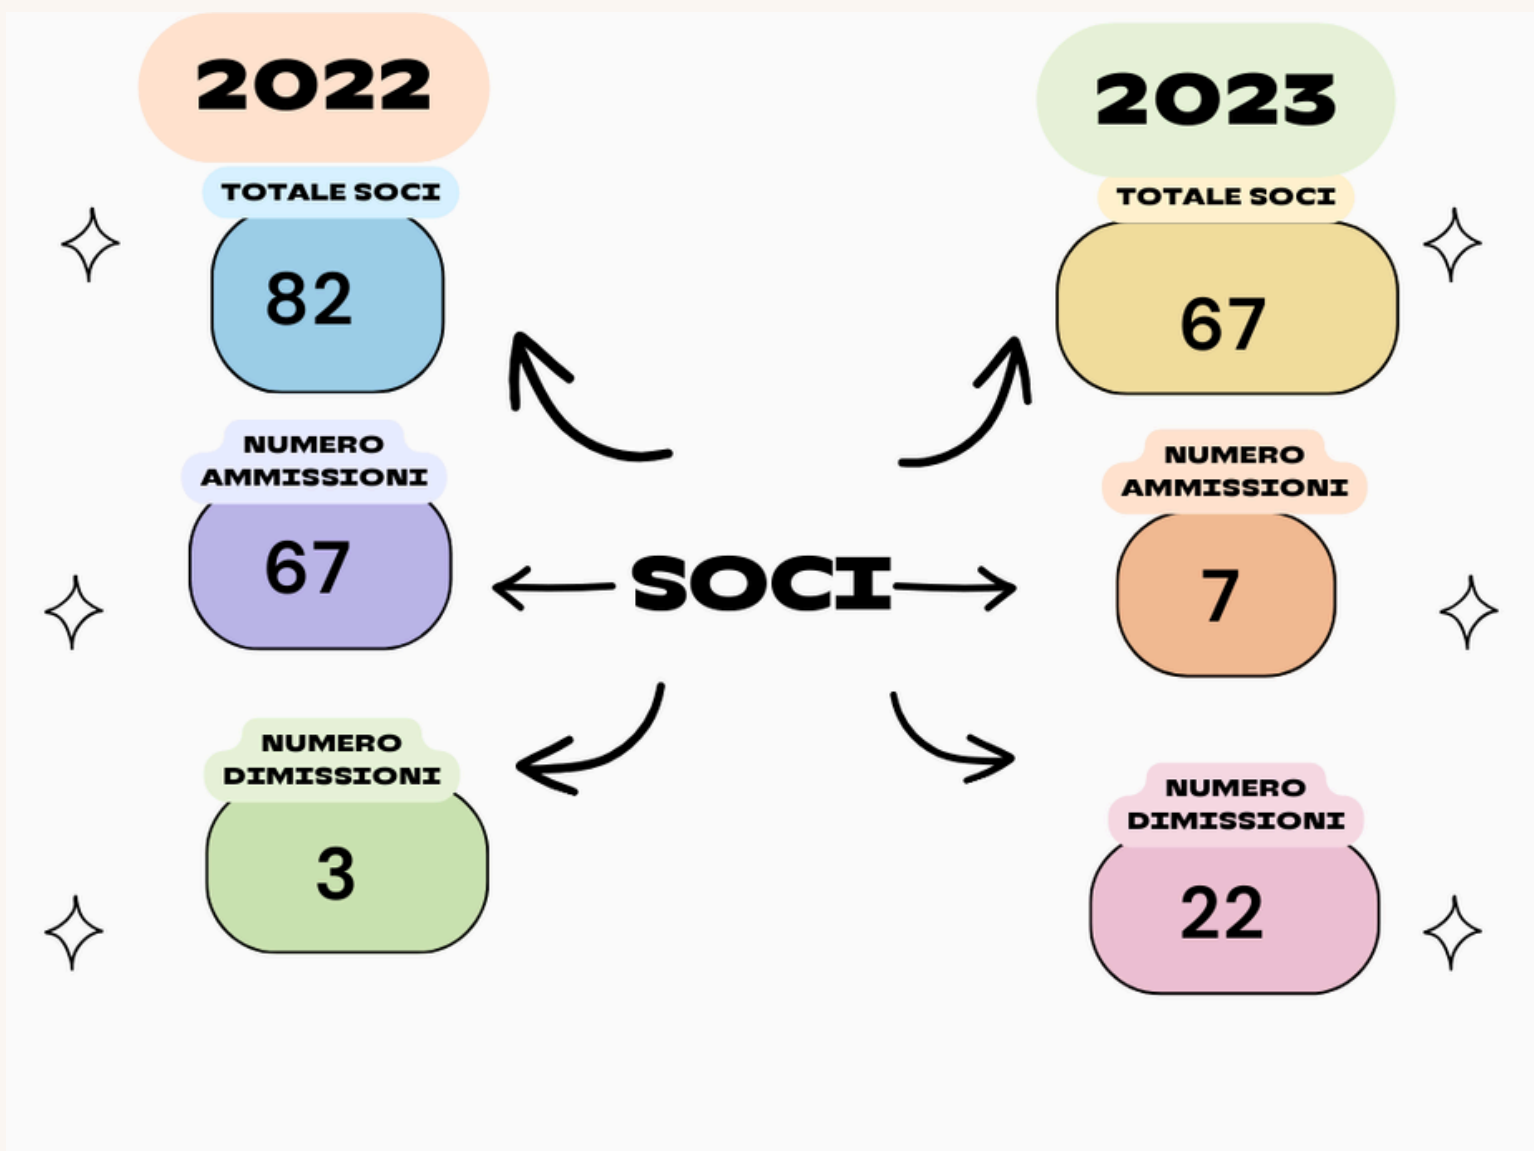 2022
TOTALE SOCI
82
NUMERO
AMMISSIONI
67
NUMERO
DIMISSIONI
3
SOCI
2023
TOTALE SOCI
67
NUMERO
AMMISSIONI
7
NUMERO
DIMISSIONI
22